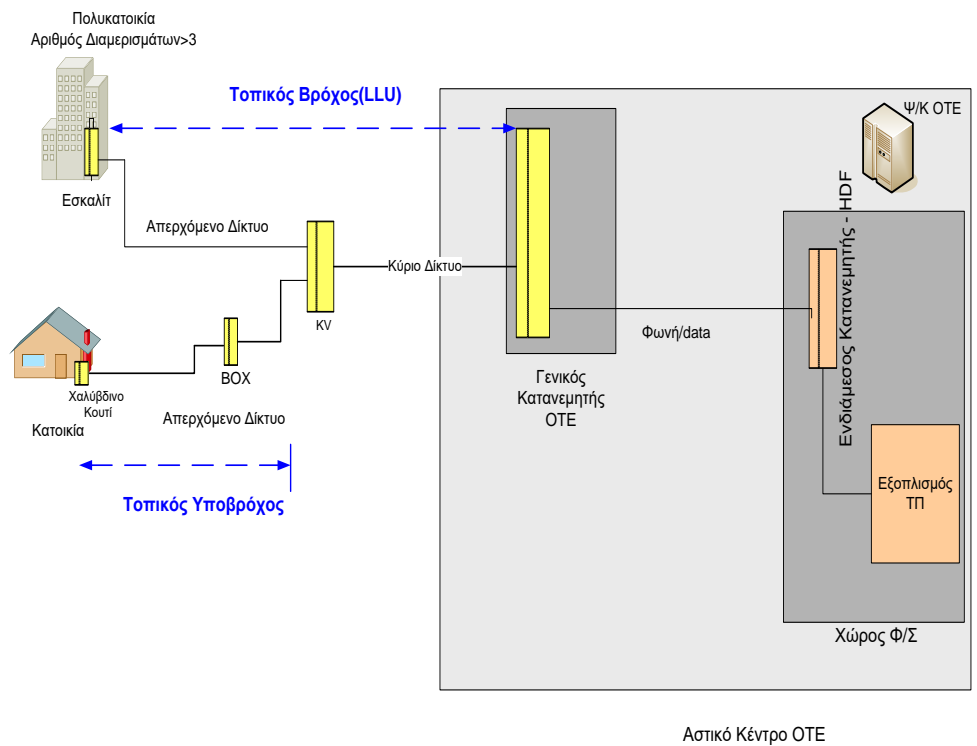 Πολυκατοικία
Αριθμός Διαμερισμάτων>3
Τοπικός Βρόχος(LLU)
Ψ/Κ ΟΤΕ
Εσκαλίτ
Απερχόμενο Δίκτυο
Κύριο Δίκτυο
KV
Φωνή/data
Ενδιάμεσος Κατανεμητής - HDF
BOX
Χαλύβδινο
Κουτί
Κατοικία
Απερχόμενο Δίκτυο
Γενικός
Κατανεμητής
ΟΤΕ
Τοπικός Υποβρόχος
Εξοπλισμός
ΤΠ
Χώρος Φ/Σ
Αστικό Κέντρο ΟΤΕ